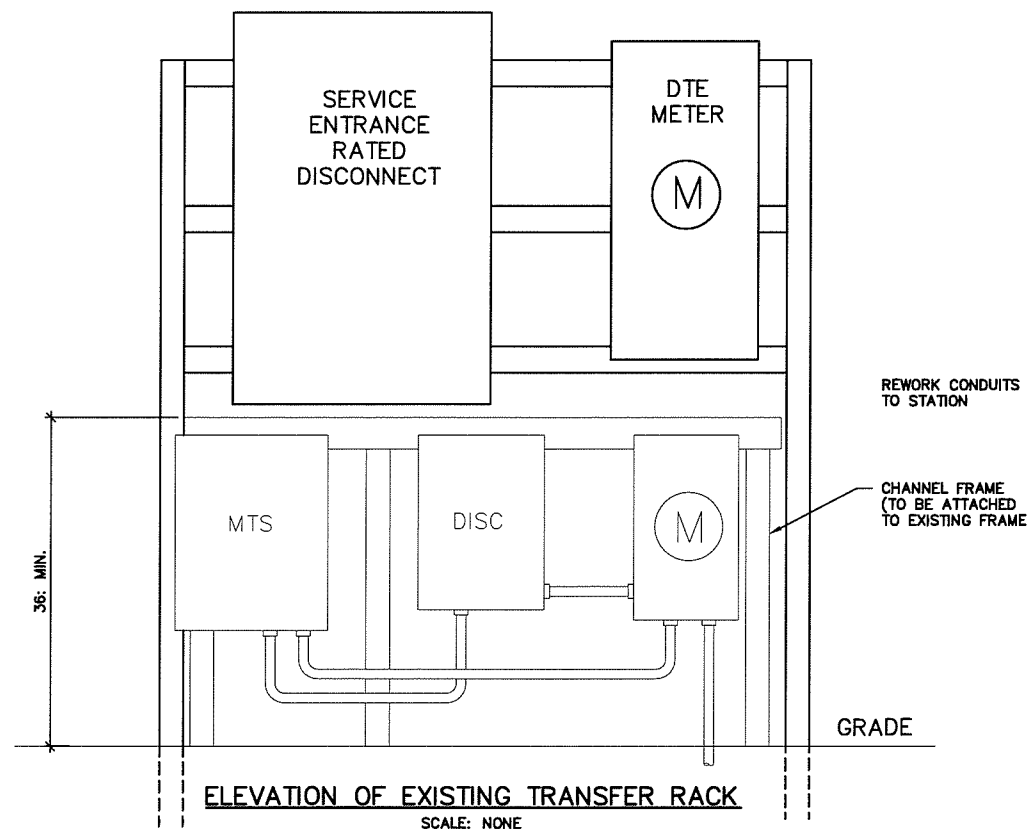 SERVICE
ENTRANCE
RATED
DISCONNECT
DTE
METER
M
REWORK CONDUITS
TO STATION
CHANNEL FRAME
(TO BE ATTACHED
TO EXISTING FRAME
MTS
DISC
M
36: MIN.
GRADE
ELEVATION OF EXISTING TRANSFER RACK
SCALE: NONE